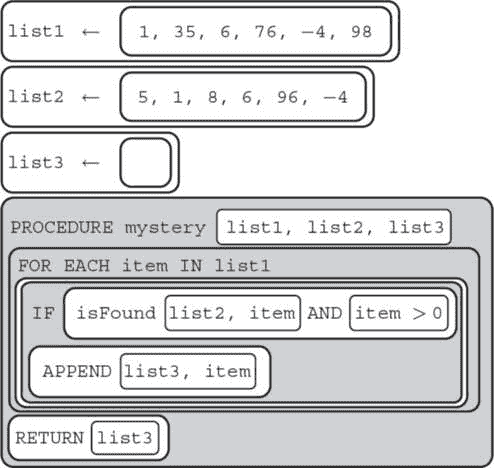 list1 ← 1, 35, 6, 76, −4, 98
list2 ← 5, 1, 8, 6, 96, −4
list3 ←
PROCEDURE mystery list1, list2, list3
FOR EACH item IN list1
IF isFound list2, item AND item > 0
APPEND list3, item
RETURN list3